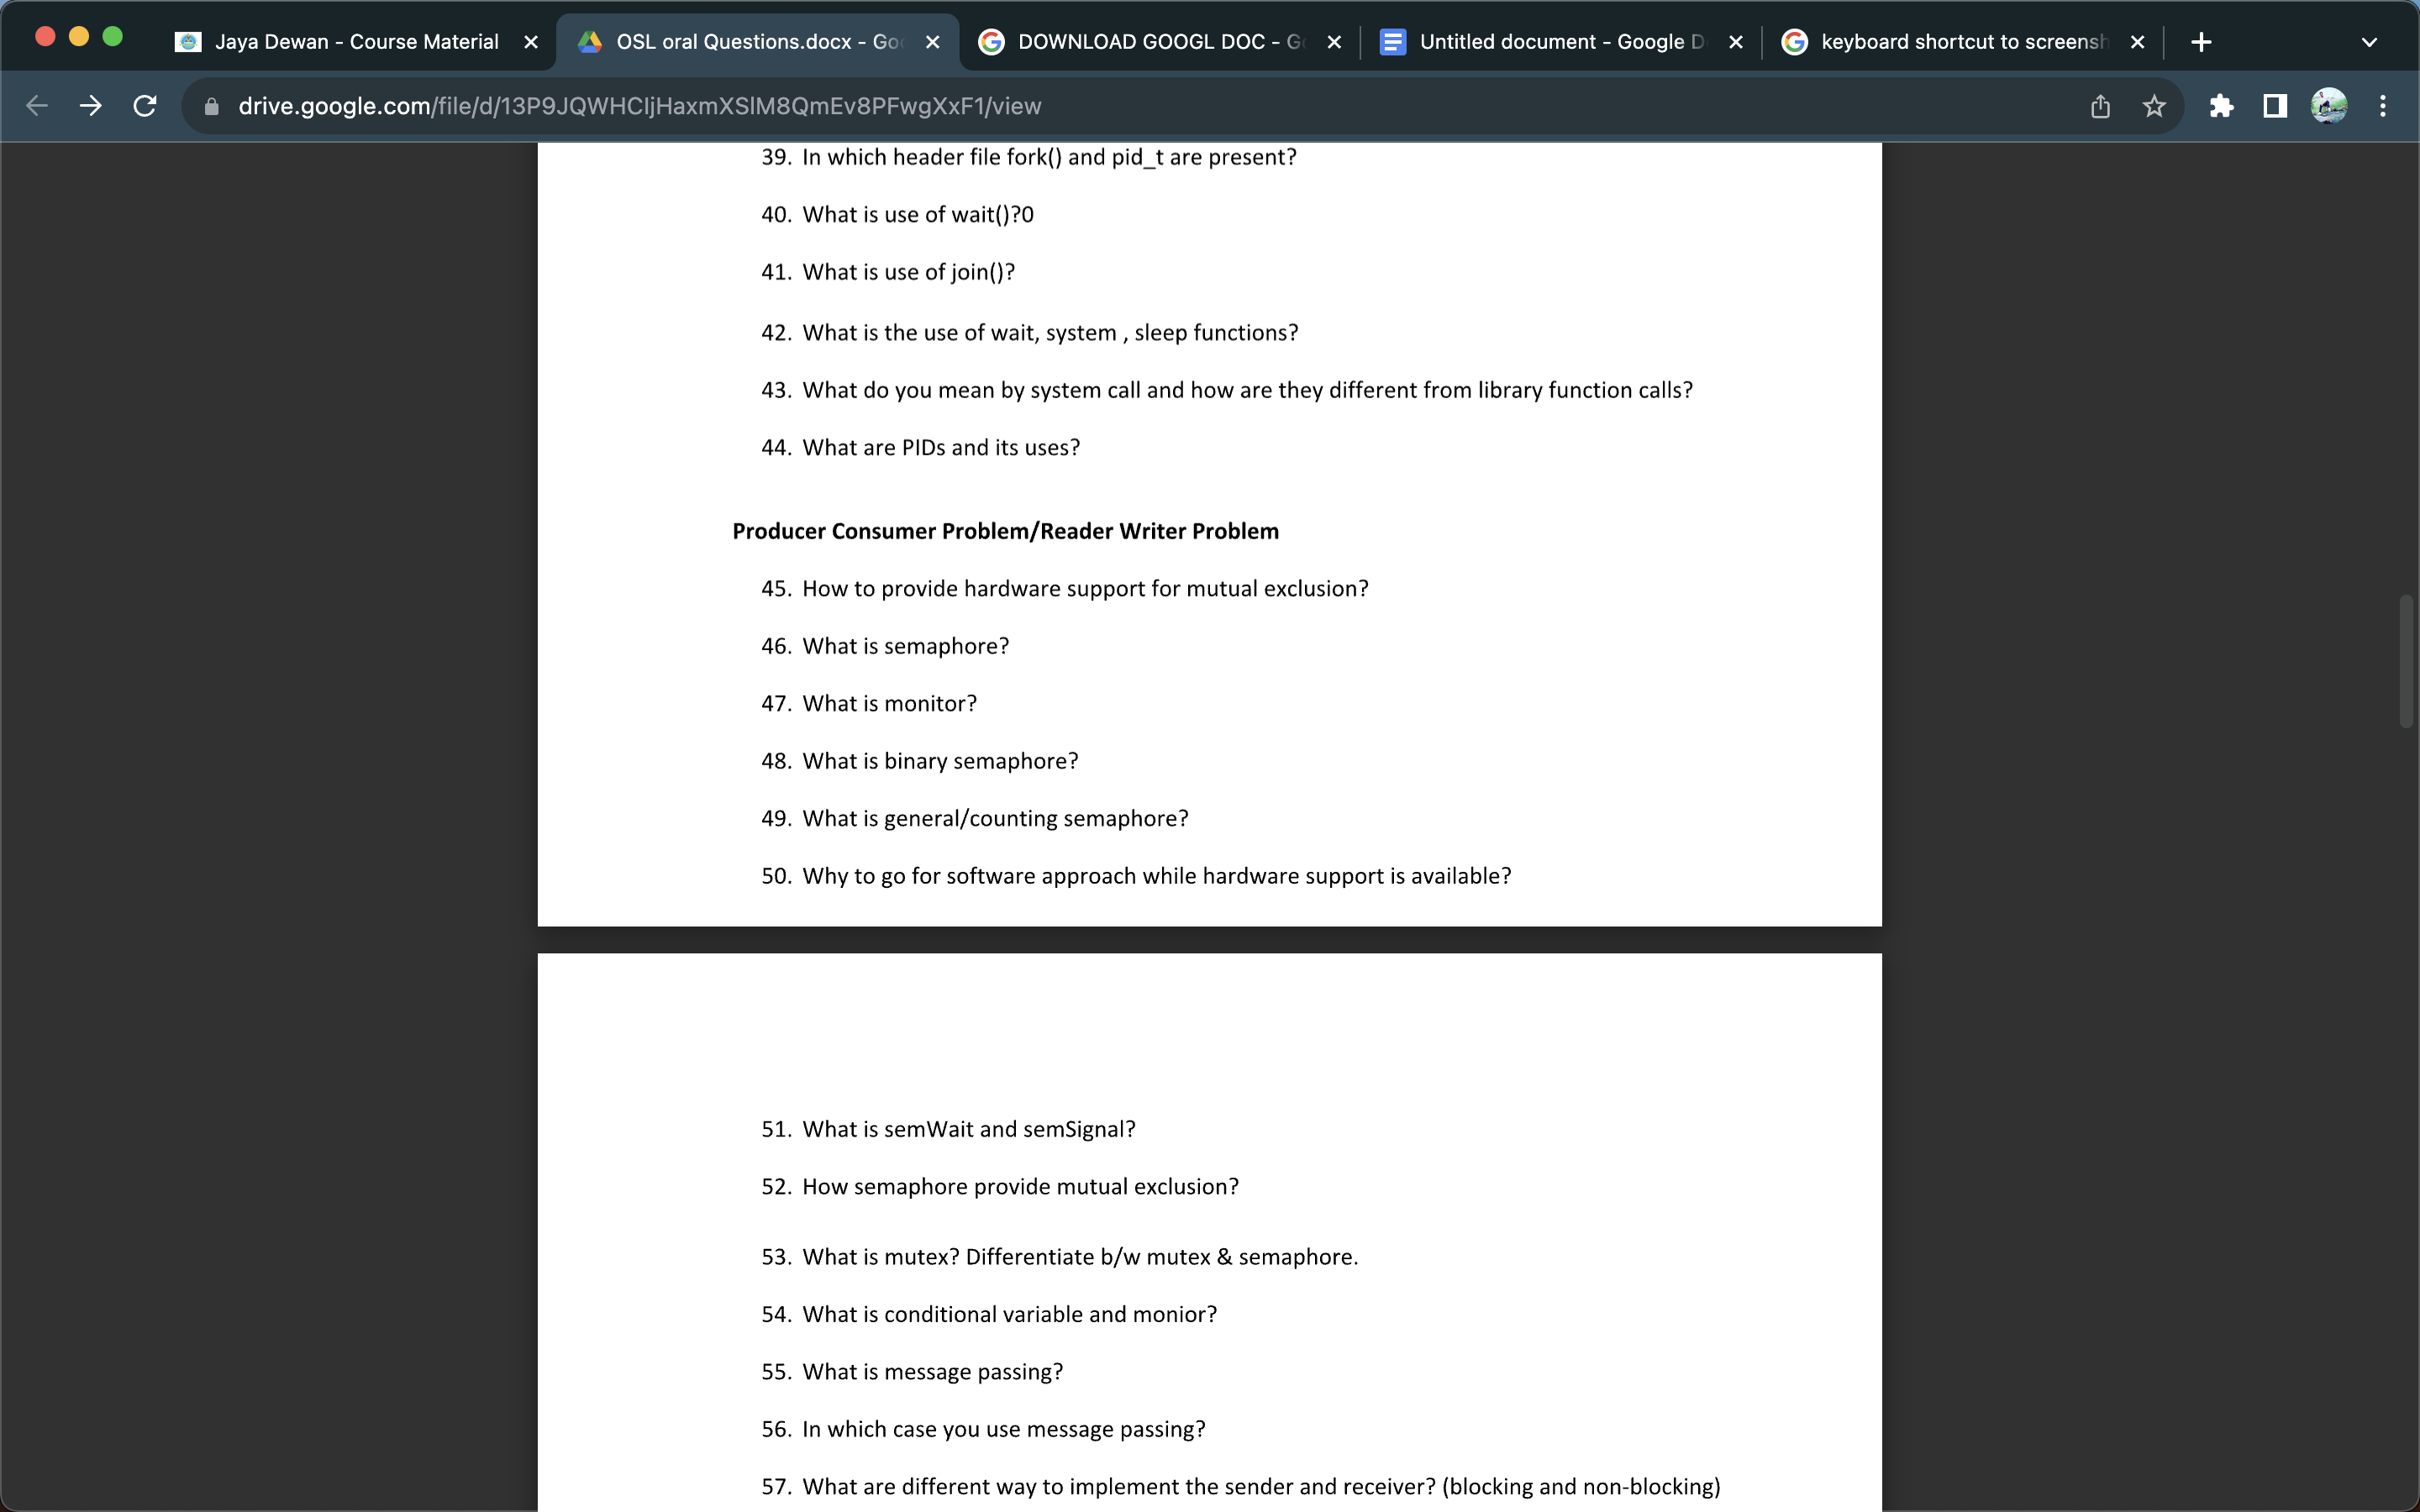 Jaya Dewan - Course Material
OSL oral Questions.docx - Goo
DOWNLOAD GOOGL DOC - G
Untitled document - Google D
keyboard shortcut to screensh
drive.google.com/file/d/13P9JQWHCIjHaxmXSlM8QmEv8PFwgXxF1/view
39. In which header file fork() and pid_t are present?
40. What is use of wait()?0
41. What is use of join()?
42. What is the use of wait, system , sleep functions?
43. What do you mean by system call and how are they different from library function calls?
44. What are PIDs and its uses?
Producer Consumer Problem/Reader Writer Problem
45. How to provide hardware support for mutual exclusion?
46. What is semaphore?
47. What is monitor?
48. What is binary semaphore?
49. What is general/counting semaphore?
50. Why to go for software approach while hardware support is available?
51. What is semWait and semSignal?
52. How semaphore provide mutual exclusion?
53. What is mutex? Differentiate b/w mutex & semaphore.
54. What is conditional variable and monior?
55. What is message passing?
56. In which case you use message passing?
57. What are different way to implement the sender and receiver? (blocking and non-blocking)